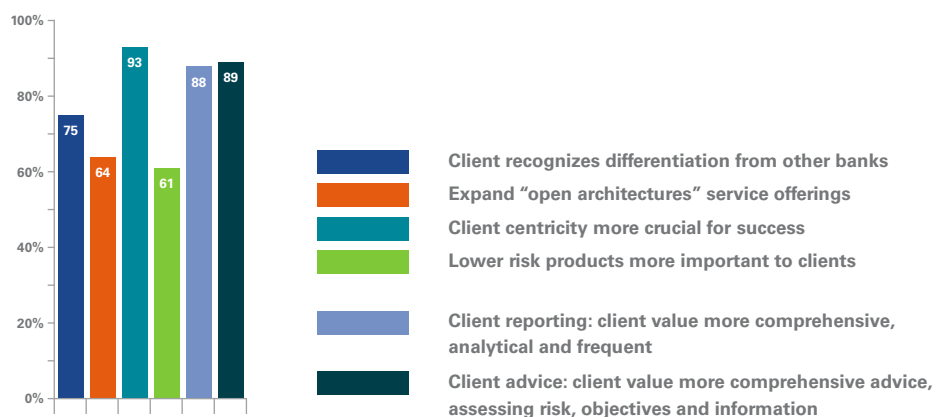 100%
80%
60%
40%
20%
0%
75
64
93
61
88
89
Client recognizes differentiation from other banks
Expand “open architectures” service offerings
Client centricity more crucial for success
Lower risk products more important to clients
Client reporting: client value more comprehensive,
analytical and frequent
Client advice: client value more comprehensive advice,
assessing risk, objectives and information